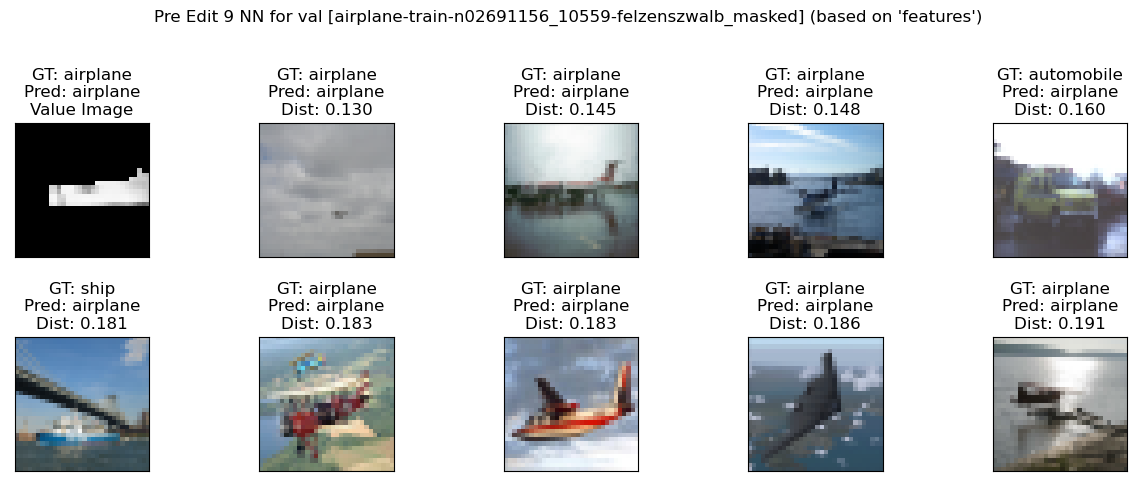 Pre Edit 9 NN for val [airplane-train-n02691156_10559-felzenszwalb_masked] (based on 'features')
GT: airplane
Pred: airplane
Value Image
GT: airplane
Pred: airplane
Dist: 0.130
GT: airplane
Pred: airplane
Dist: 0.145
GT: airplane
Pred: airplane
Dist: 0.148
GT: automobile
Pred: airplane
Dist: 0.160
GT: ship
Pred: airplane
Dist: 0.181
GT: airplane
Pred: airplane
Dist: 0.183
GT: airplane
Pred: airplane
Dist: 0.183
GT: airplane
Pred: airplane
Dist: 0.186
GT: airplane
Pred: airplane
Dist: 0.191